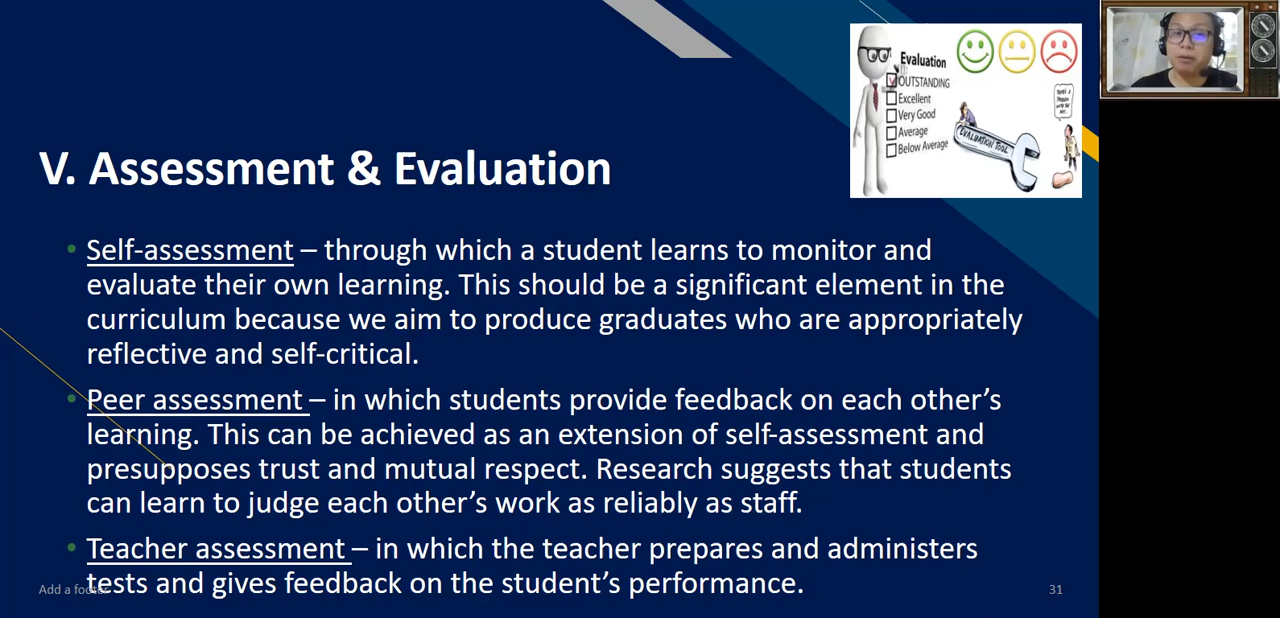 Evaluation
OUTSTANDING
Excellent
Very Good
Average
Below Average
EVALUATION TOOL
V. Assessment & Evaluation
• Self-assessment – through which a student learns to monitor and
evaluate their own learning. This should be a significant element in the
curriculum because we aim to produce graduates who are appropriately
reflective and self-critical.
• Peer assessment – in which students provide feedback on each other’s
learning. This can be achieved as an extension of self-assessment and
presupposes trust and mutual respect. Research suggests that students
can learn to judge each other’s work as reliably as staff.
• Teacher assessment – in which the teacher prepares and administers
tests and gives feedback on the student’s performance.
Add a footer
31